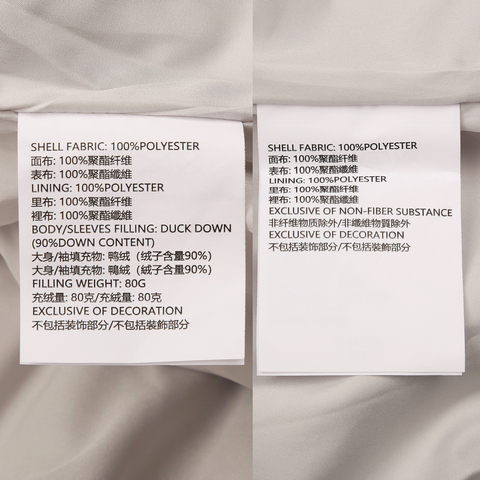 SHELL FABRIC: 100%POLYESTER
面布: 100%聚酯纤维
表布: 100%聚酯纖維
LINING: 100%POLYESTER
里布: 100%聚酯纤维
裡布: 100%聚酯纖維
BODY/SLEEVES FILLING: DUCK DOWN
(90%DOWN CONTENT)
大身/袖填充物: 鸭绒（绒子含量90%）
大身/袖填充物: 鴨絨（絨子含量90%）
FILLING WEIGHT: 80G
充绒量: 80克/充絨量: 80克
EXCLUSIVE OF DECORATION
不包括装饰部分/不包括裝飾部分
SHELL FABRIC: 100%POLYESTER
面布: 100%聚酯纤维
表布: 100%聚酯纖維
LINING: 100%POLYESTER
里布: 100%聚酯纤维
裡布: 100%聚酯纖維
EXCLUSIVE OF NON-FIBER SUBSTANCE
非纤维物质除外/非纖維物質除外
EXCLUSIVE OF DECORATION
不包括装饰部分/不包括裝飾部分